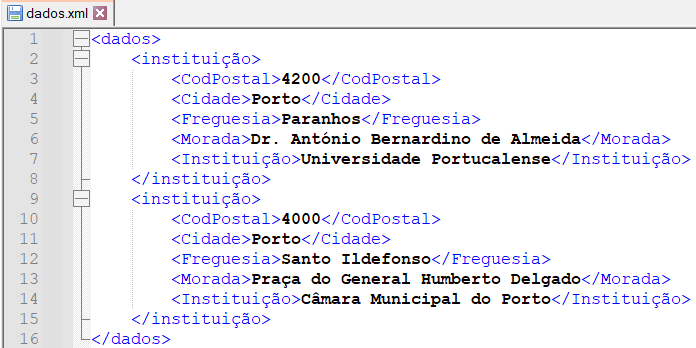 dados.xml
1 <dados>
2 <instituição>
3 <CodPostal>4200</CodPostal>
4 <Cidade>Porto</Cidade>
5 <Freguesia>Paranhos</Freguesia>
6 <Morada>Dr. António Bernardino de Almeida</Morada>
7 <Instituição>Universidade Portucalense</Instituição>
8 </instituição>
9 <instituição>
10 <CodPostal>4000</CodPostal>
11 <Cidade>Porto</Cidade>
12 <Freguesia>Santo Ildefonso</Freguesia>
13 <Morada>Praça do General Humberto Delgado</Morada>
14 <Instituição>Câmara Municipal do Porto</Instituição>
15 </instituição>
16 </dados>